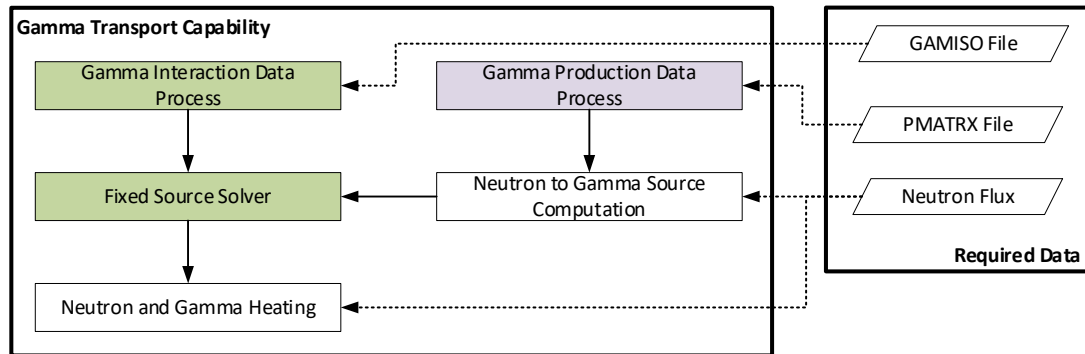 Gamma Transport Capability
Gamma Interaction Data
Process
Gamma Production Data
Process
Fixed Source Solver
Neutron to Gamma Source
Computation
Neutron and Gamma Heating
GAMISO File
PMATRX File
Neutron Flux
Required Data